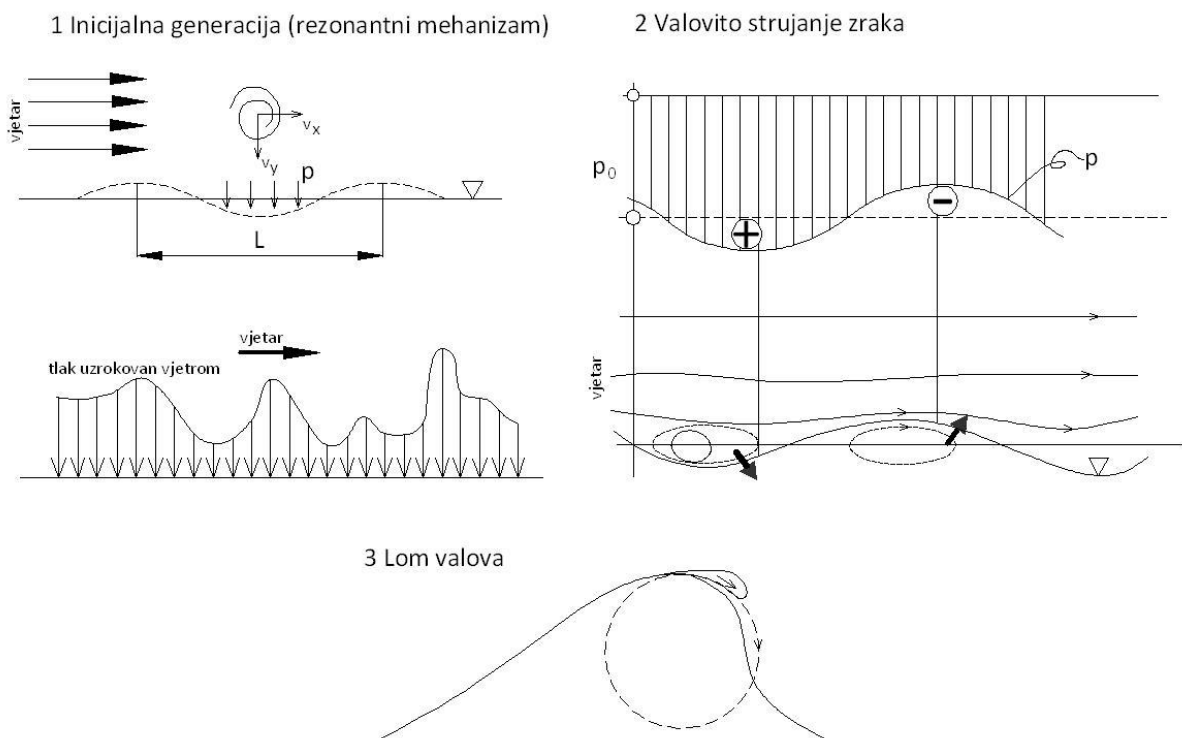 1 Inicijalna generacija (rezonantni mehanizam)
vjetar
v_x
v_y
p
L
vjetar
tlak uzrokovan vjetrom
2 Valovito strujanje zraka
p_0
p
+
−
vjetar
3 Lom valova